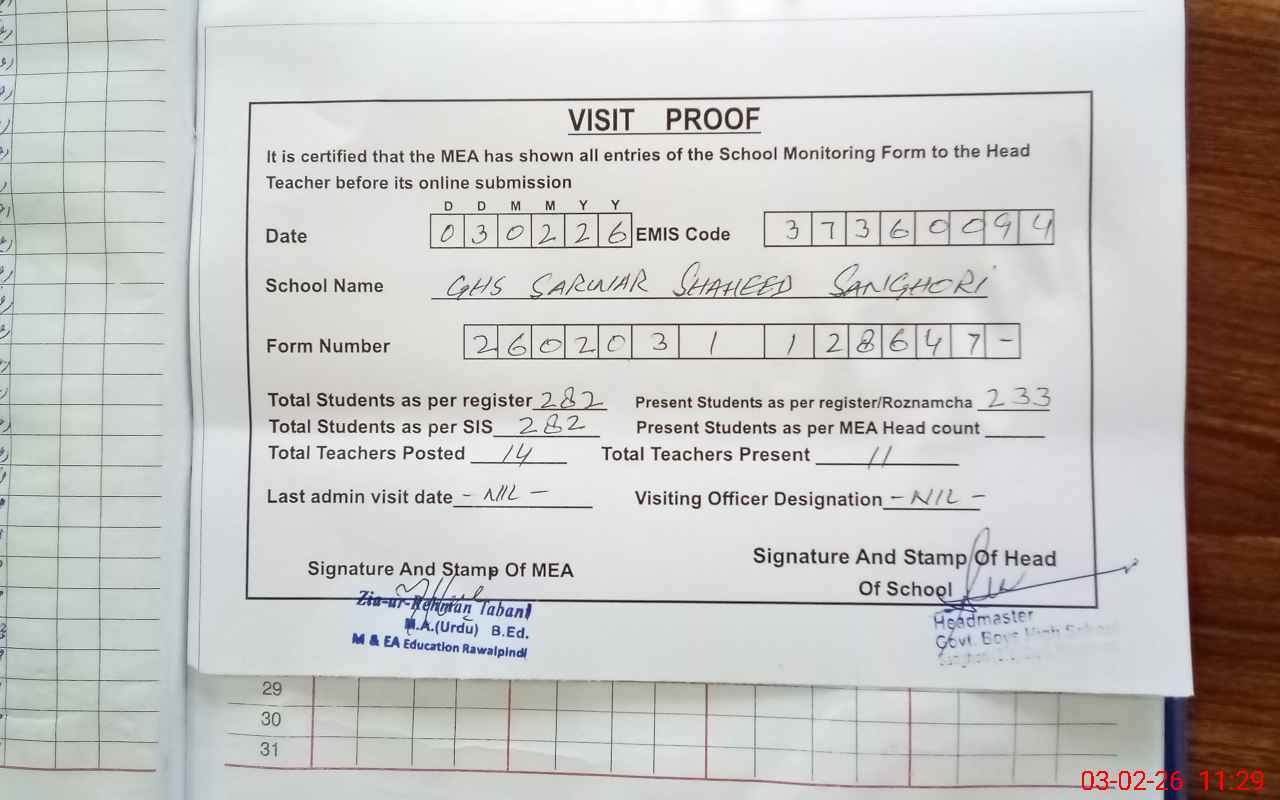 VISIT PROOF
It is certified that the MEA has shown all entries of the School Monitoring Form to the Head
Teacher before its online submission
D D M M Y Y
Date 0 3 0 2 2 6 EMIS Code 3 7 3 6 0 0 9 4
School Name GHS SARWAR SHAHEED SANGHORI
Form Number 2 6 0 2 0 3 1 1 2 8 6 4 7 -
Total Students as per register 282 Present Students as per register/Roznamcha 233
Total Students as per SIS 282 Present Students as per MEA Head count
Total Teachers Posted 14 Total Teachers Present 11
Last admin visit date - NIL - Visiting Officer Designation - NIL -
Signature And Stamp Of MEA Signature And Stamp Of Head
Of School
Zia-ur-Rehman Tabani
M.A.(Urdu) B.Ed.
M & EA Education Rawalpindi
Headmaster
Govt. Boys High School
29
30
31
03-02-26 11:29